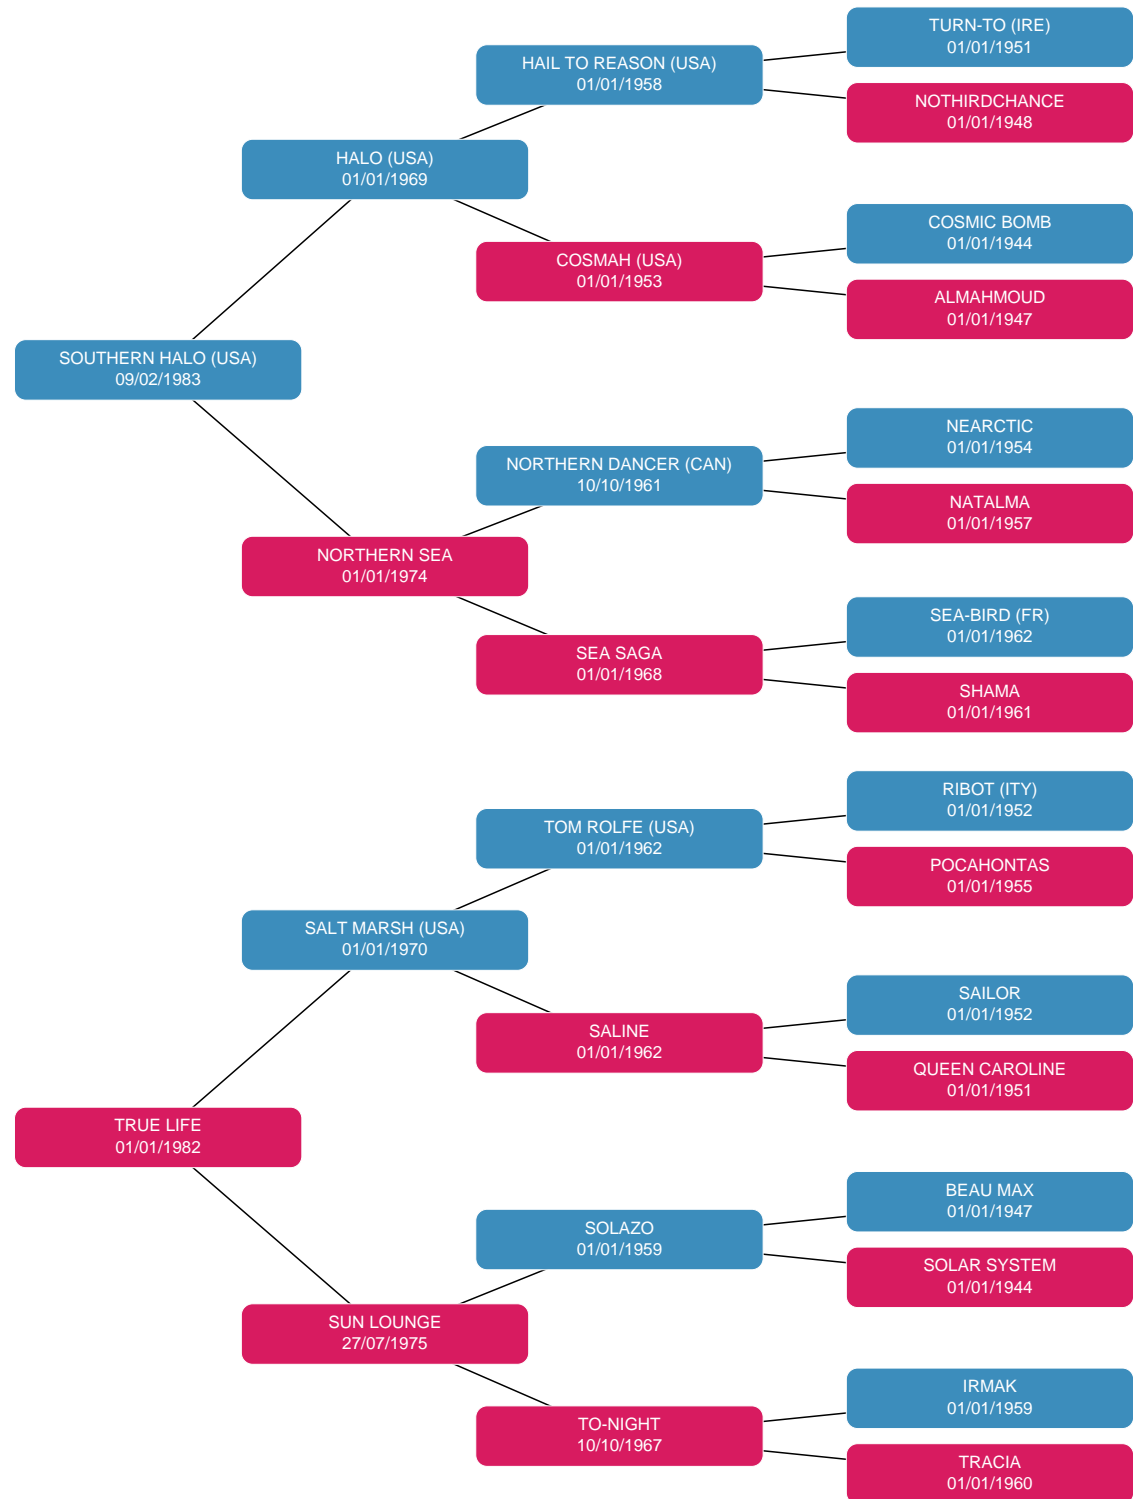 TURN-TO (IRE)
01/01/1951
HAIL TO REASON (USA)
01/01/1958
NOTHIRDCHANCE
01/01/1948
HALO (USA)
01/01/1969
COSMIC BOMB
01/01/1944
COSMAH (USA)
01/01/1953
ALMAHMOUD
01/01/1947
SOUTHERN HALO (USA)
09/02/1983
NEARCTIC
01/01/1954
NORTHERN DANCER (CAN)
10/10/1961
NATALMA
01/01/1957
NORTHERN SEA
01/01/1974
SEA-BIRD (FR)
01/01/1962
SEA SAGA
01/01/1968
SHAMA
01/01/1961
RIBOT (ITY)
01/01/1952
TOM ROLFE (USA)
01/01/1962
POCAHONTAS
01/01/1955
SALT MARSH (USA)
01/01/1970
SAILOR
01/01/1952
SALINE
01/01/1962
QUEEN CAROLINE
01/01/1951
TRUE LIFE
01/01/1982
BEAU MAX
01/01/1947
SOLAZO
01/01/1959
SOLAR SYSTEM
01/01/1944
SUN LOUNGE
27/07/1975
IRMAK
01/01/1959
TO-NIGHT
10/10/1967
TRACIA
01/01/1960